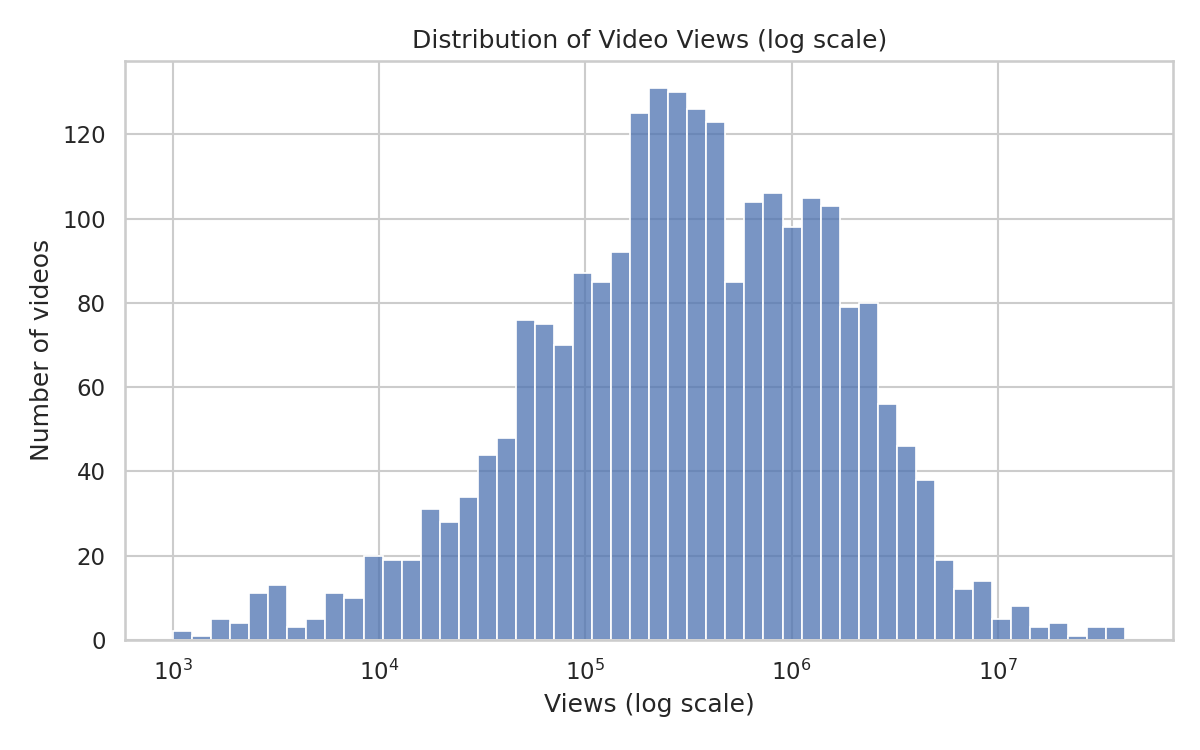 Distribution of Video Views (log scale)
Number of videos
120
100
80
60
40
20
0
10³ 10⁴ 10⁵ 10⁶ 10⁷
Views (log scale)